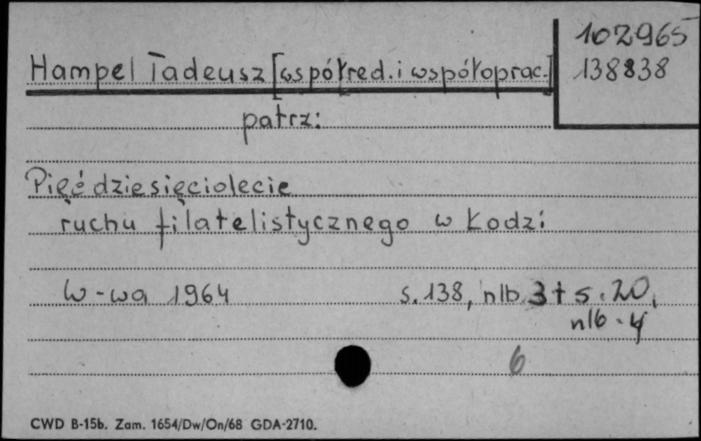 102965
Hampel Tadeusz [współred. i współoprac.]
138838
patrz:
Pięćdziesięciolecie
ruchu filatelistycznego w Łodzi
W-wa 1964 s. 138, nlb. 3 + s. 20,
nlb. 4
6
CWD B-15b. Zam. 1654/Dw/On/68 GDA-2710.